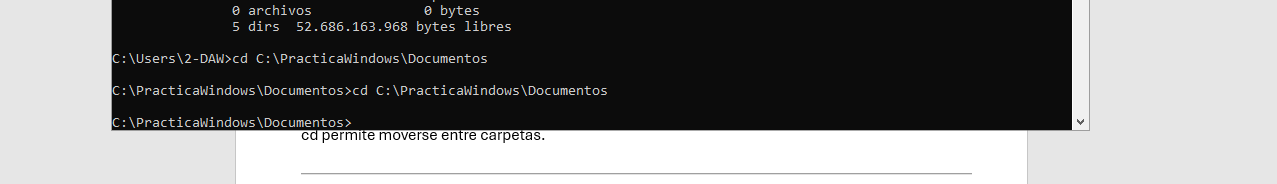 0 archivos 0 bytes
5 dirs 52.686.163.968 bytes libres
C:\Users\2-DAW>cd C:\PracticaWindows\Documentos
C:\PracticaWindows\Documentos>cd C:\PracticaWindows\Documentos
C:\PracticaWindows\Documentos>
cd permite moverse entre carpetas.